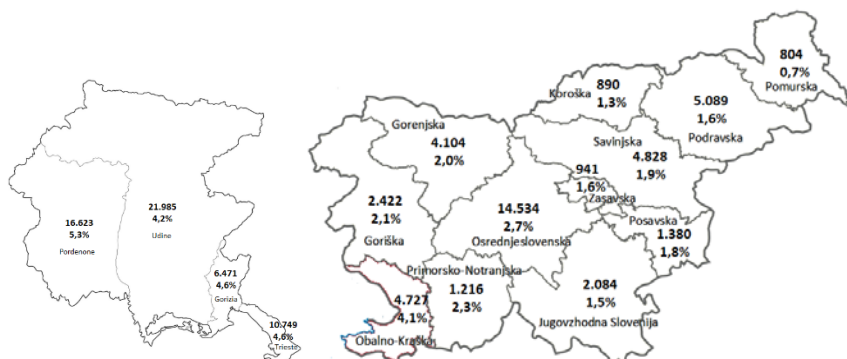 16.623
5,3%
Pordenone
21.985
4,2%
Udine
6.471
4,6%
Gorizia
10.749
4,6%
Trieste
804
0,7%
Pomurska
890
Koroška
1,3%
5.089
1,6%
Podravska
Gorenjska
4.104
2,0%
Savinjska
4.828
1,9%
941
1,6%
Zasavska
2.422
2,1%
Goriška
14.534
2,7%
Osrednjeslovenska
Posavska
1.380
1,8%
Primorsko-Notranjska
1.216
2,3%
4.727
4,1%
Obalno-Kraška
2.084
1,5%
Jugovzhodna Slovenija